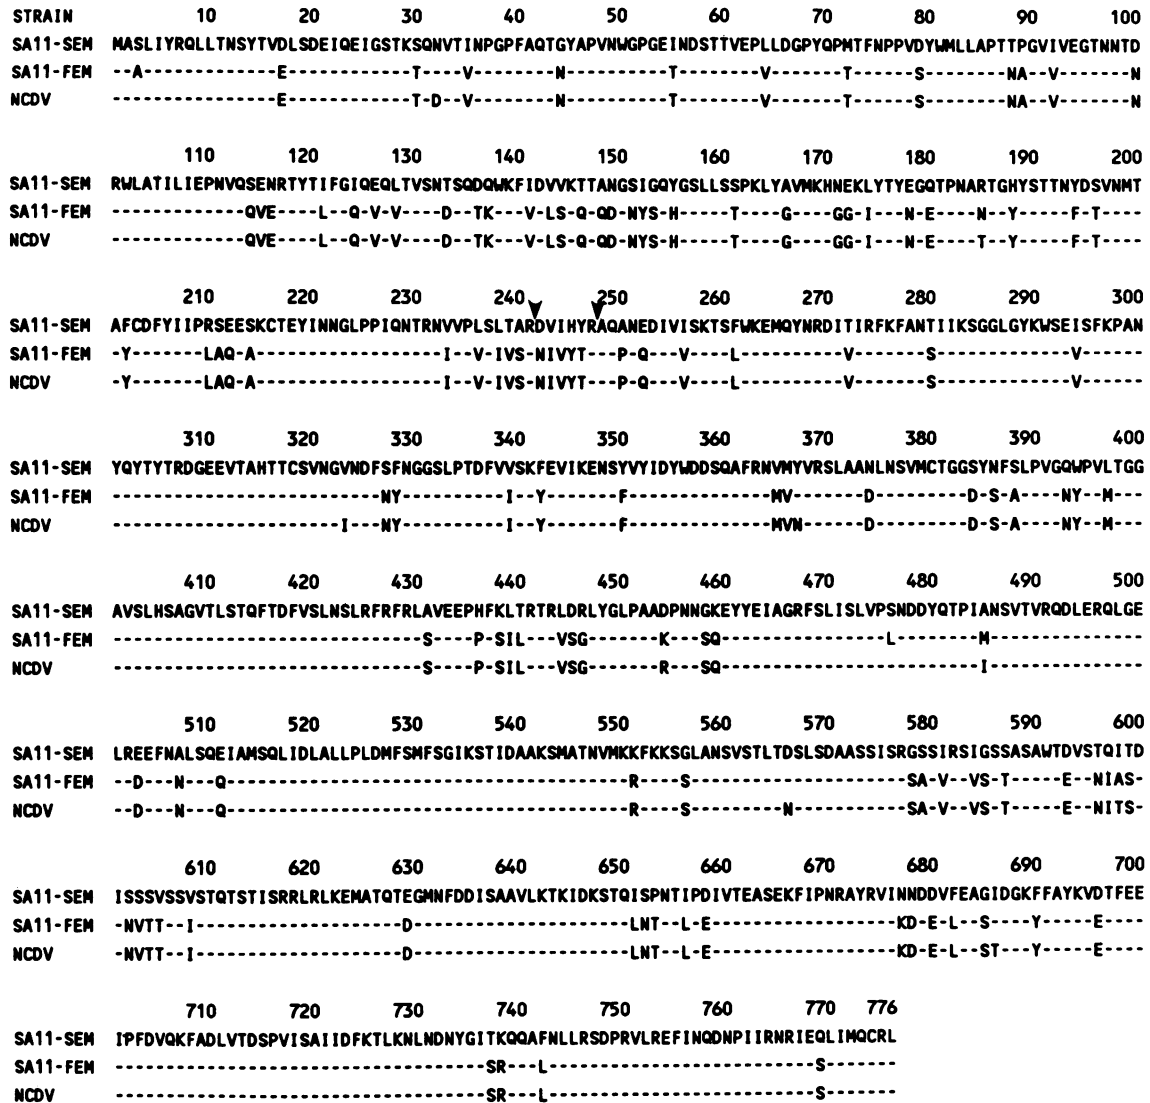 STRAIN 10 20 30 40 50 60 70 80 90 100
SA11-SEM MASLIYRQLLTNSYTVDLSDEIQEIGSTKSQNVTINPGPFAQTGYAPVNWGPGEINDSTTVEPLLDGPYQPMTFNPPVDYWMLLAPTTPGVIVEGTNNTD
SA11-FEM --A-------------E------------T----V--------N----------T--------V-------T------S--------NA--V-------N
NCDV ----------------E------------T-D--V--------N----------T--------V-------T------S--------NA--V-------N
110 120 130 140 150 160 170 180 190 200
SA11-SEM RWLATILIEPNVQSENRTYTIFGIQEQLTVSNTSQDQWKFIDVVKTTANGSIGQYGSLLSSPKLYAVMKHNEKLYTYEGQTPNARTGHYSTTNYDSVNMT
SA11-FEM -------------QVE----L--Q-V-V----D--TK---V-LS-Q-QD-NYS-H-----T----G----GG-I---N-E----N--Y-----F-T----
NCDV -------------QVE----L--Q-V-V----D--TK---V-LS-Q-QD-NYS-H-----T----G----GG-I---N-E----T--Y-----F-T----
210 220 230 240 250 260 270 280 290 300
SA11-SEM AFCDFYIIPRSEESKCTEYINNGLPPIQNTRNVVPLSLTARDVIHYRAQANEDIVISKTSFWKEMQYNRDITIRFKFANTIIKSGGLGYKWSEISFKPAN
SA11-FEM -Y-------LAQ-A------------------I--V-IVS-NIVYT---P-Q---V----L----------V-------S-------------V------
NCDV -Y-------LAQ-A------------------I--V-IVS-NIVYT---P-Q---V----L----------V-------S-------------V------
310 320 330 340 350 360 370 380 390 400
SA11-SEM YQYTYTRDGEEVTAHTTCSVNGVNDFSFNGGSLPTDFVVSKFEVIKENSYVYIDYWDDSQAFRNVMYVRSLAANLNSVMCTGGSYNFSLPVGQWPVLTGG
SA11-FEM --------------------------NY----------I--Y-------F--------------MV-------D---------D-S-A----NY--M---
NCDV ----------------------I---NY----------I--Y-------F--------------MVN------D---------D-S-A----NY--M---
410 420 430 440 450 460 470 480 490 500
SA11-SEM AVSLHSAGVTLSTQFTDFVSLNSLRFRFRLAVEEPHFKLTRTRLDRLYGLPAADPNNGKEYYEIAGRFSLISLVPSNDDYQTPIANSVTVRQDLERQLGE
SA11-FEM ------------------------------S----P-SIL---VSG------K---SQ----------------L--------M---------------
NCDV ------------------------------S----P-SIL---VSG------R---SQ-------------------------I---------------
510 520 530 540 550 560 570 580 590 600
SA11-SEM LREEFNALSQEIAMSQLIDLALLPLDMFSMFSGIKSTIDAAKSMATNVMKKFKKSGLANSVSTLTDSLSDAASSISRGSSIRSIGSSASAWTDVSTQITD
SA11-FEM --D---N---Q---------------------------------------R----S---------------------SA-V--VS-T-----E--NIAS-
NCDV --D---N---Q---------------------------------------R----S---------N-----------SA-V--VS-T-----E--NITS-
610 620 630 640 650 660 670 680 690 700
SA11-SEM ISSSVSSVSTQTSTISRRLRLKEMATQTEGMNFDDISAAVLKTKIDKSTQISPNTIPDIVTEASEKFIPNRAYRVINNDDVFEAGIDGKFFAYKVDTFEE
SA11-FEM -NVTT--I--------------------D---------------------LNT--L-E-----------------KD-E-L--S----Y-----E----
NCDV -NVTT--I--------------------D---------------------LNT--L-E-----------------KD-E-L--ST---Y-----E----
710 720 730 740 750 760 770 776
SA11-SEM IPFDVQKFADLVTDSPVISAIIDFKTLKNLNDNYGITKQQAFNLLRSDPRVLREFINQDNPIIRNRIEQLIMQCRL
SA11-FEM ------------------------------------SR---L--------------------------S-------
NCDV ------------------------------------SR---L--------------------------S-------